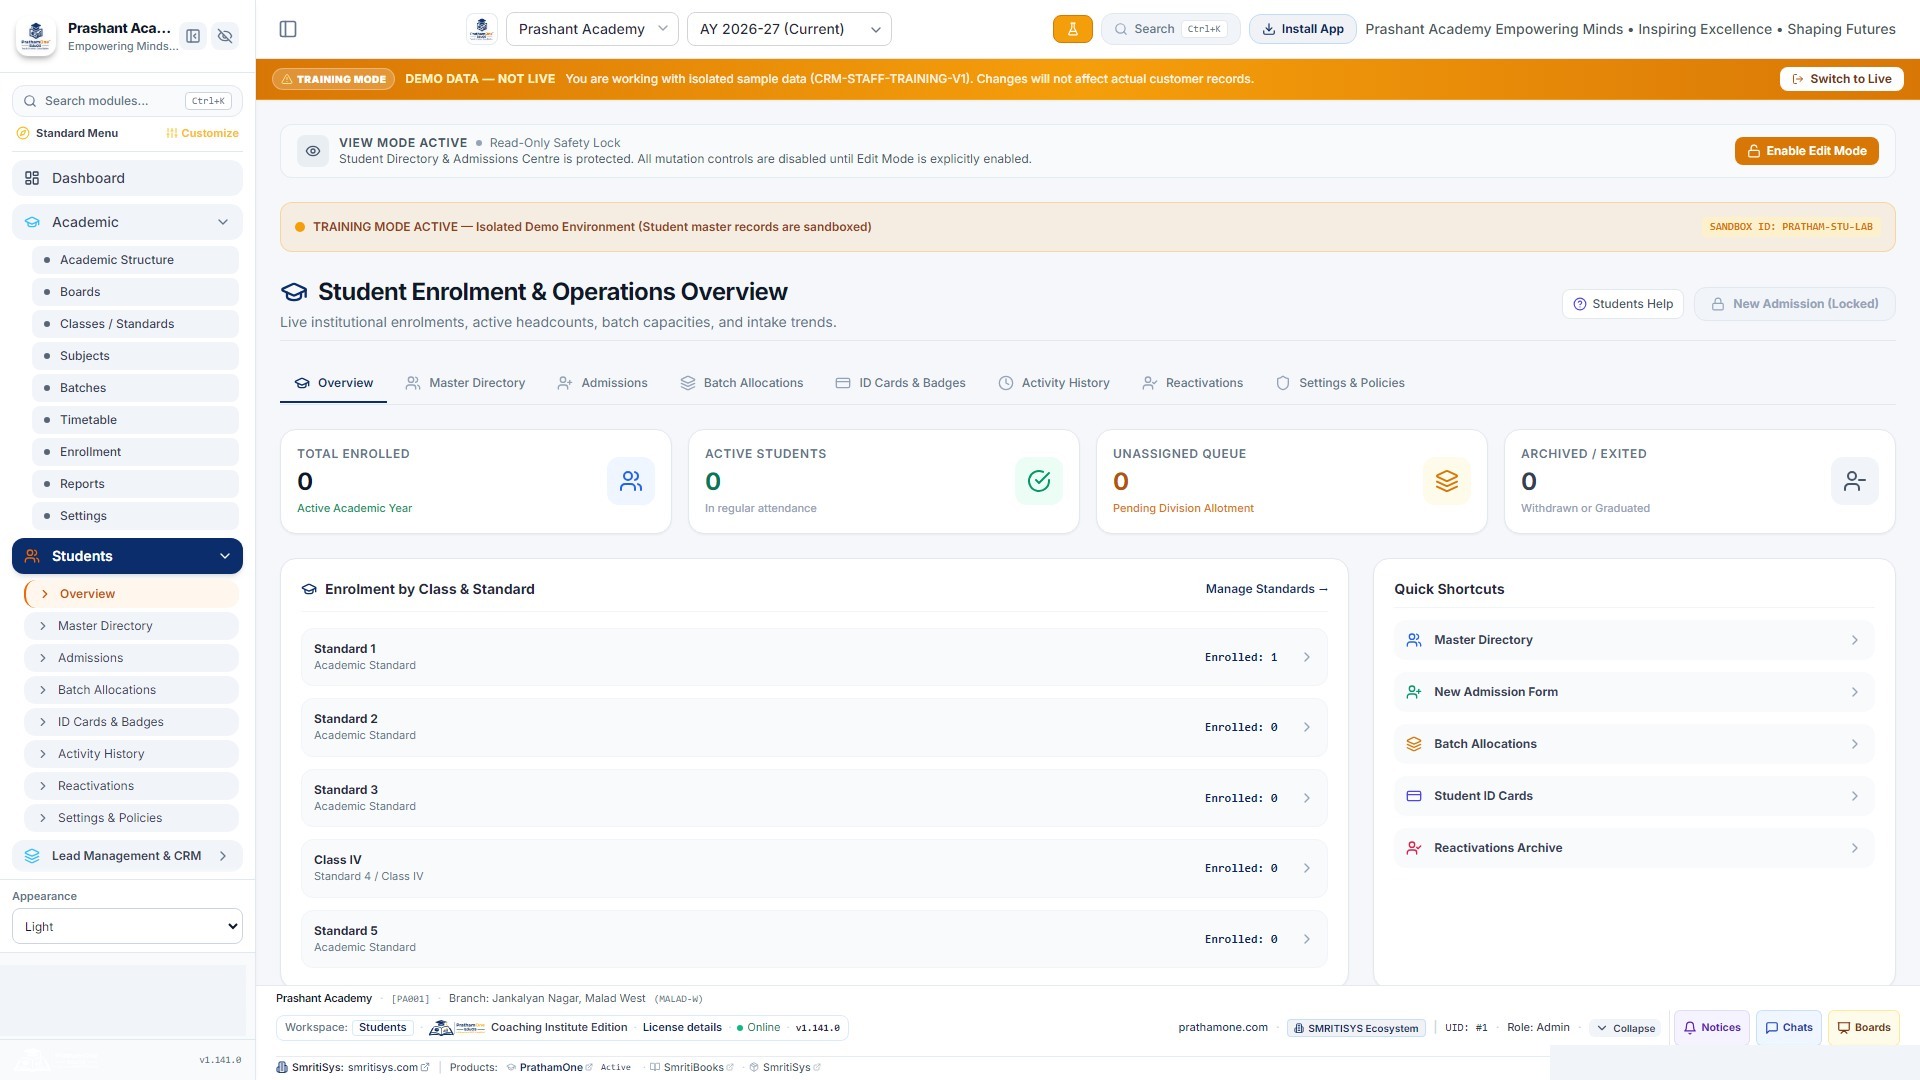 Prashant Aca...
Empowering Minds...
Search modules...
Ctrl+K
Standard Menu
Customize
Dashboard
Academic
Academic Structure
Boards
Classes / Standards
Subjects
Batches
Timetable
Enrollment
Reports
Settings
Students
Overview
Master Directory
Admissions
Batch Allocations
ID Cards & Badges
Activity History
Reactivations
Settings & Policies
Lead Management & CRM
Appearance
Light
v1.141.0
Prashant Academy
AY 2026-27 (Current)
Search Ctrl+K
Install App
Prashant Academy Empowering Minds • Inspiring Excellence • Shaping Futures
TRAINING MODE DEMO DATA — NOT LIVE You are working with isolated sample data (CRM-STAFF-TRAINING-V1). Changes will not affect actual customer records.
Switch to Live
VIEW MODE ACTIVE • Read-Only Safety Lock
Student Directory & Admissions Centre is protected. All mutation controls are disabled until Edit Mode is explicitly enabled.
Enable Edit Mode
TRAINING MODE ACTIVE — Isolated Demo Environment (Student master records are sandboxed)
SANDBOX ID: PRATHAM-STU-LAB
Student Enrolment & Operations Overview
Live institutional enrolments, active headcounts, batch capacities, and intake trends.
Students Help
New Admission (Locked)
Overview
Master Directory
Admissions
Batch Allocations
ID Cards & Badges
Activity History
Reactivations
Settings & Policies
TOTAL ENROLLED
0
Active Academic Year
ACTIVE STUDENTS
0
In regular attendance
UNASSIGNED QUEUE
0
Pending Division Allotment
ARCHIVED / EXITED
0
Withdrawn or Graduated
Enrolment by Class & Standard
Manage Standards →
Standard 1
Academic Standard
Enrolled: 1
Standard 2
Academic Standard
Enrolled: 0
Standard 3
Academic Standard
Enrolled: 0
Class IV
Standard 4 / Class IV
Enrolled: 0
Standard 5
Academic Standard
Enrolled: 0
Quick Shortcuts
Master Directory
New Admission Form
Batch Allocations
Student ID Cards
Reactivations Archive
Prashant Academy · [PA001] · Branch: Jankalyan Nagar, Malad West (MALAD-W)
Workspace: Students · Coaching Institute Edition · License details · Online · v1.141.0
prathamone.com · SMRITISYS Ecosystem | UID: #1 · Role: Admin · Collapse
Notices
Chats
Boards
SmritiSys: smritisys.com | Products: PrathamOne Active · SmritiBooks · SmritiSys